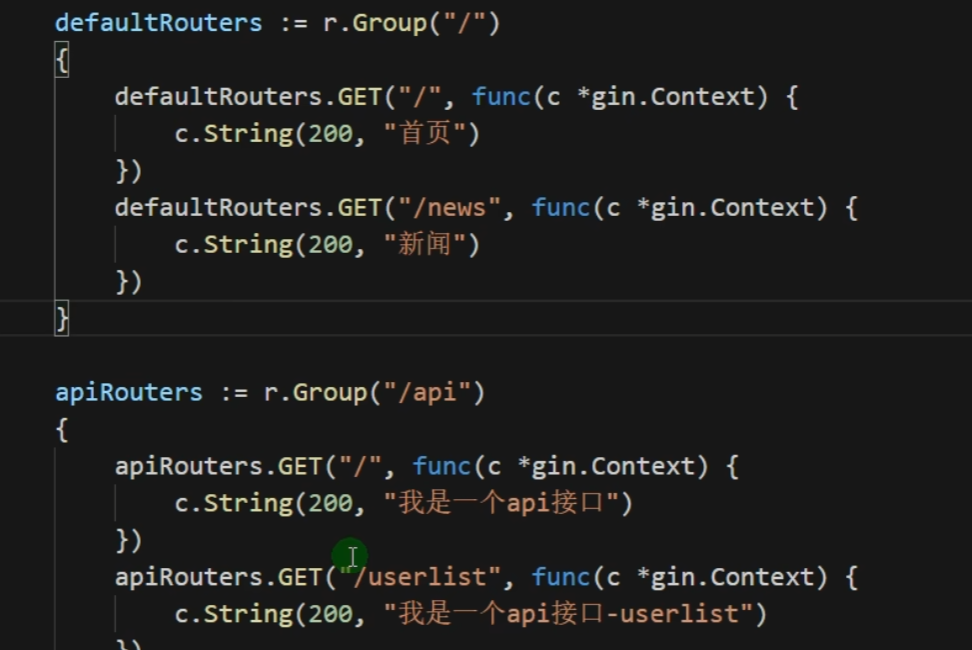 defaultRouters := r.Group("/")
{
defaultRouters.GET("/", func(c *gin.Context) {
c.String(200, "首页")
})
defaultRouters.GET("/news", func(c *gin.Context) {
c.String(200, "新闻")
})
}
apiRouters := r.Group("/api")
{
apiRouters.GET("/", func(c *gin.Context) {
c.String(200, "我是一个api接口")
})
apiRouters.GET("/userlist", func(c *gin.Context) {
c.String(200, "我是一个api接口-userlist")
})